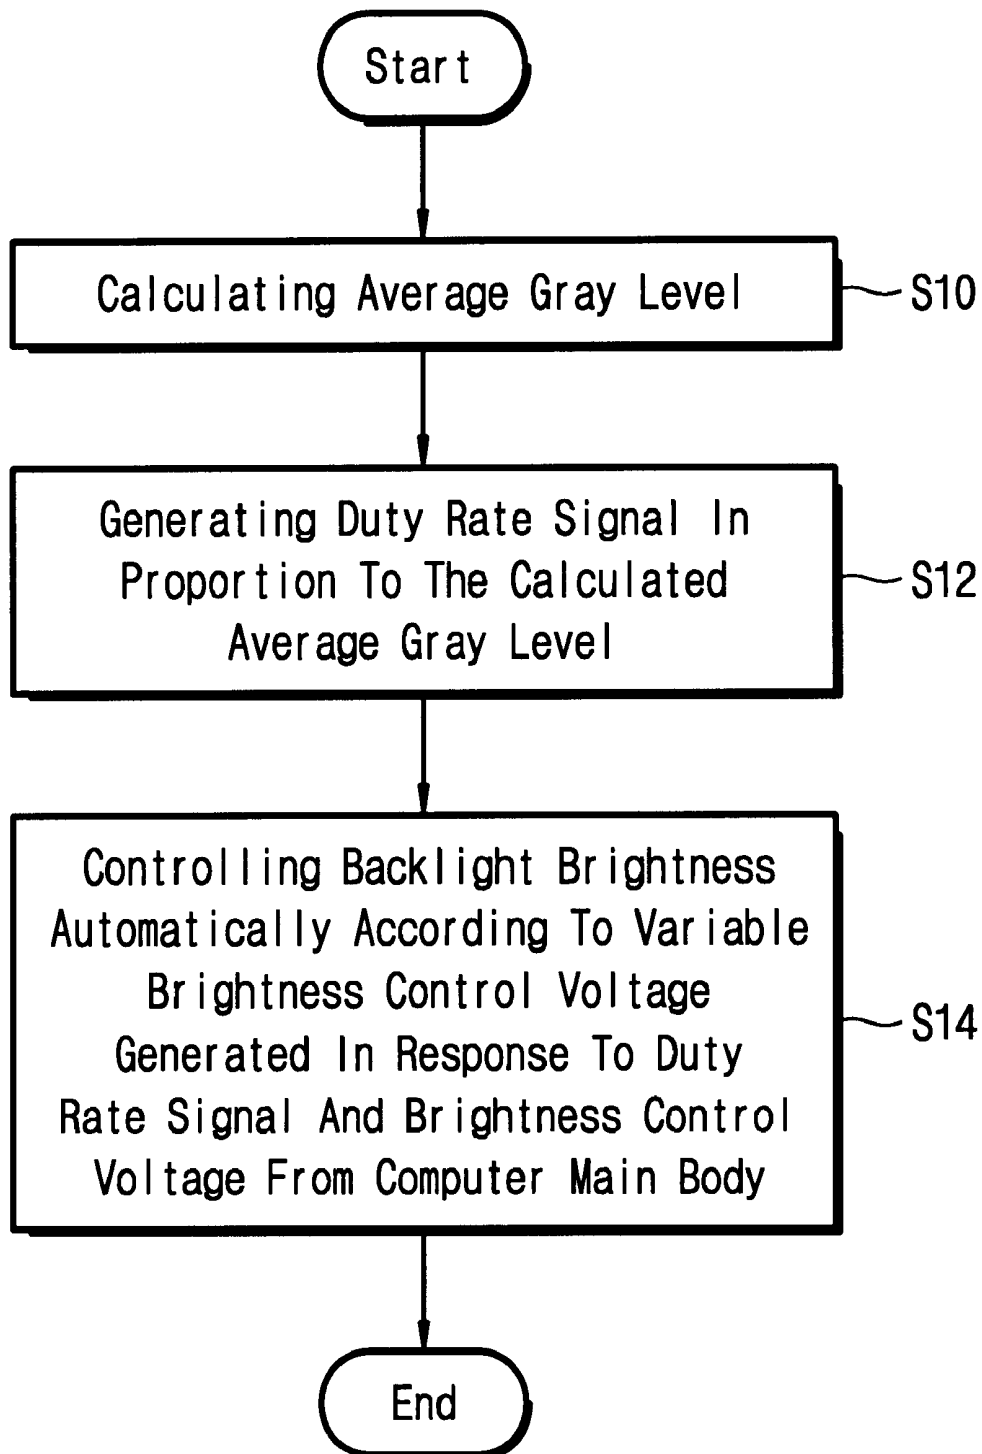 Start
Calculating Average Gray Level
S10
Generating Duty Rate Signal In
Proportion To The Calculated
Average Gray Level
S12
Controlling Backlight Brightness
Automatically According To Variable
Brightness Control Voltage
Generated In Response To Duty
Rate Signal And Brightness Control
Voltage From Computer Main Body
S14
End